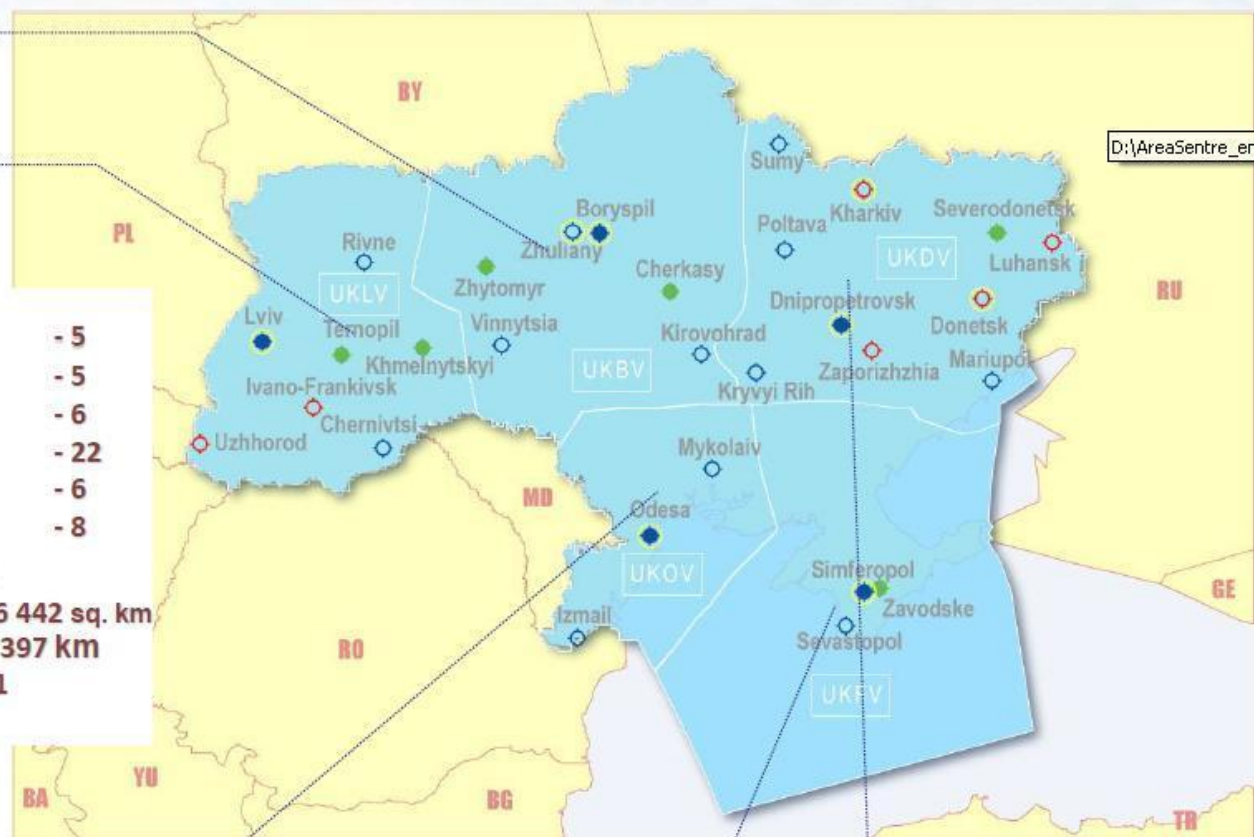 BY
D:\AreaSentre_en
Sumy
Kharkiv
Severodonetsk
PL
Boryspil
Rivne
Zhuliany
Poltava
Luhansk
UKDV
Zhytomyr
Cherkasy
RU
UKLV
Dnipropetrovsk
Donetsk
Lviv
Ternopil
Vinnytsia
Kirovohrad
Khmelnytskyi
UKBV
Zaporizhzhia
Mariupol
Ivano-Frankivsk
Kryvyi Rih
Chernivtsi
Uzhhorod
- 5
- 5
- 6
- 22
- 6
- 8
6 442 sq. km
397 km
1
Mykolaiv
MD
Odesa
UKOV
Simferopol
Zavodske
GE
Izmail
Sevastopol
RO
UKFV
YU
BA
BG
TR